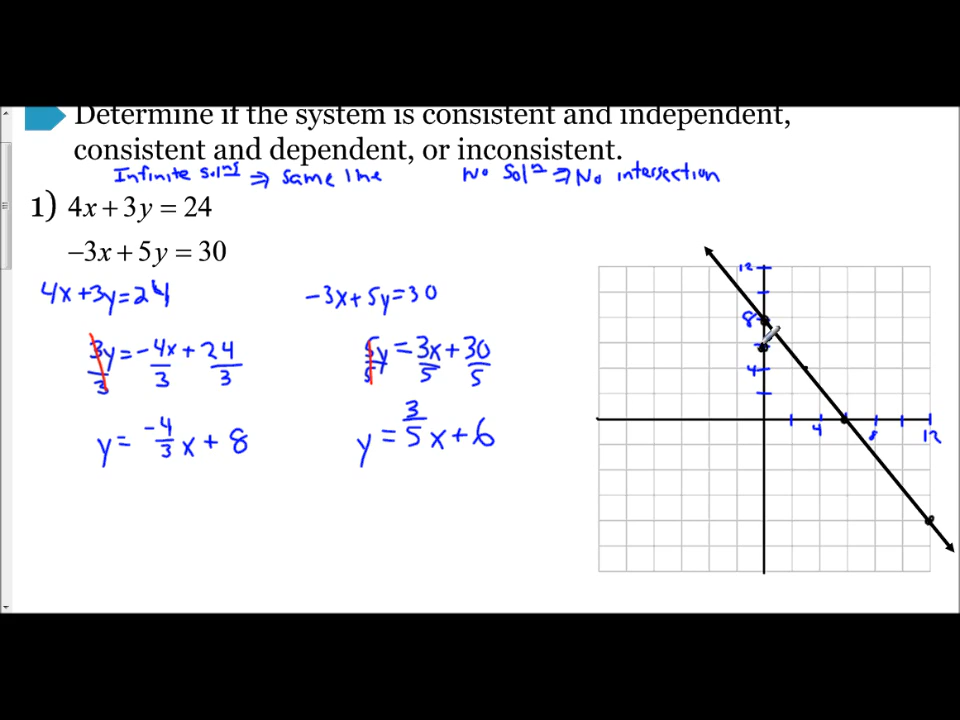 Determine if the system is consistent and independent,
consistent and dependent, or inconsistent.
Infinite solns ⇒ same line
No soln ⇒ No intersection
1) 4x + 3y = 24
−3x + 5y = 30
4x + 3y = 24
-3x + 5y = 30
3y/3 = -4x/3 + 24/3
5y/5 = 3x/5 + 30/5
y = -4/3 x + 8
y = 3/5 x + 6
12
8
4
4 8 12